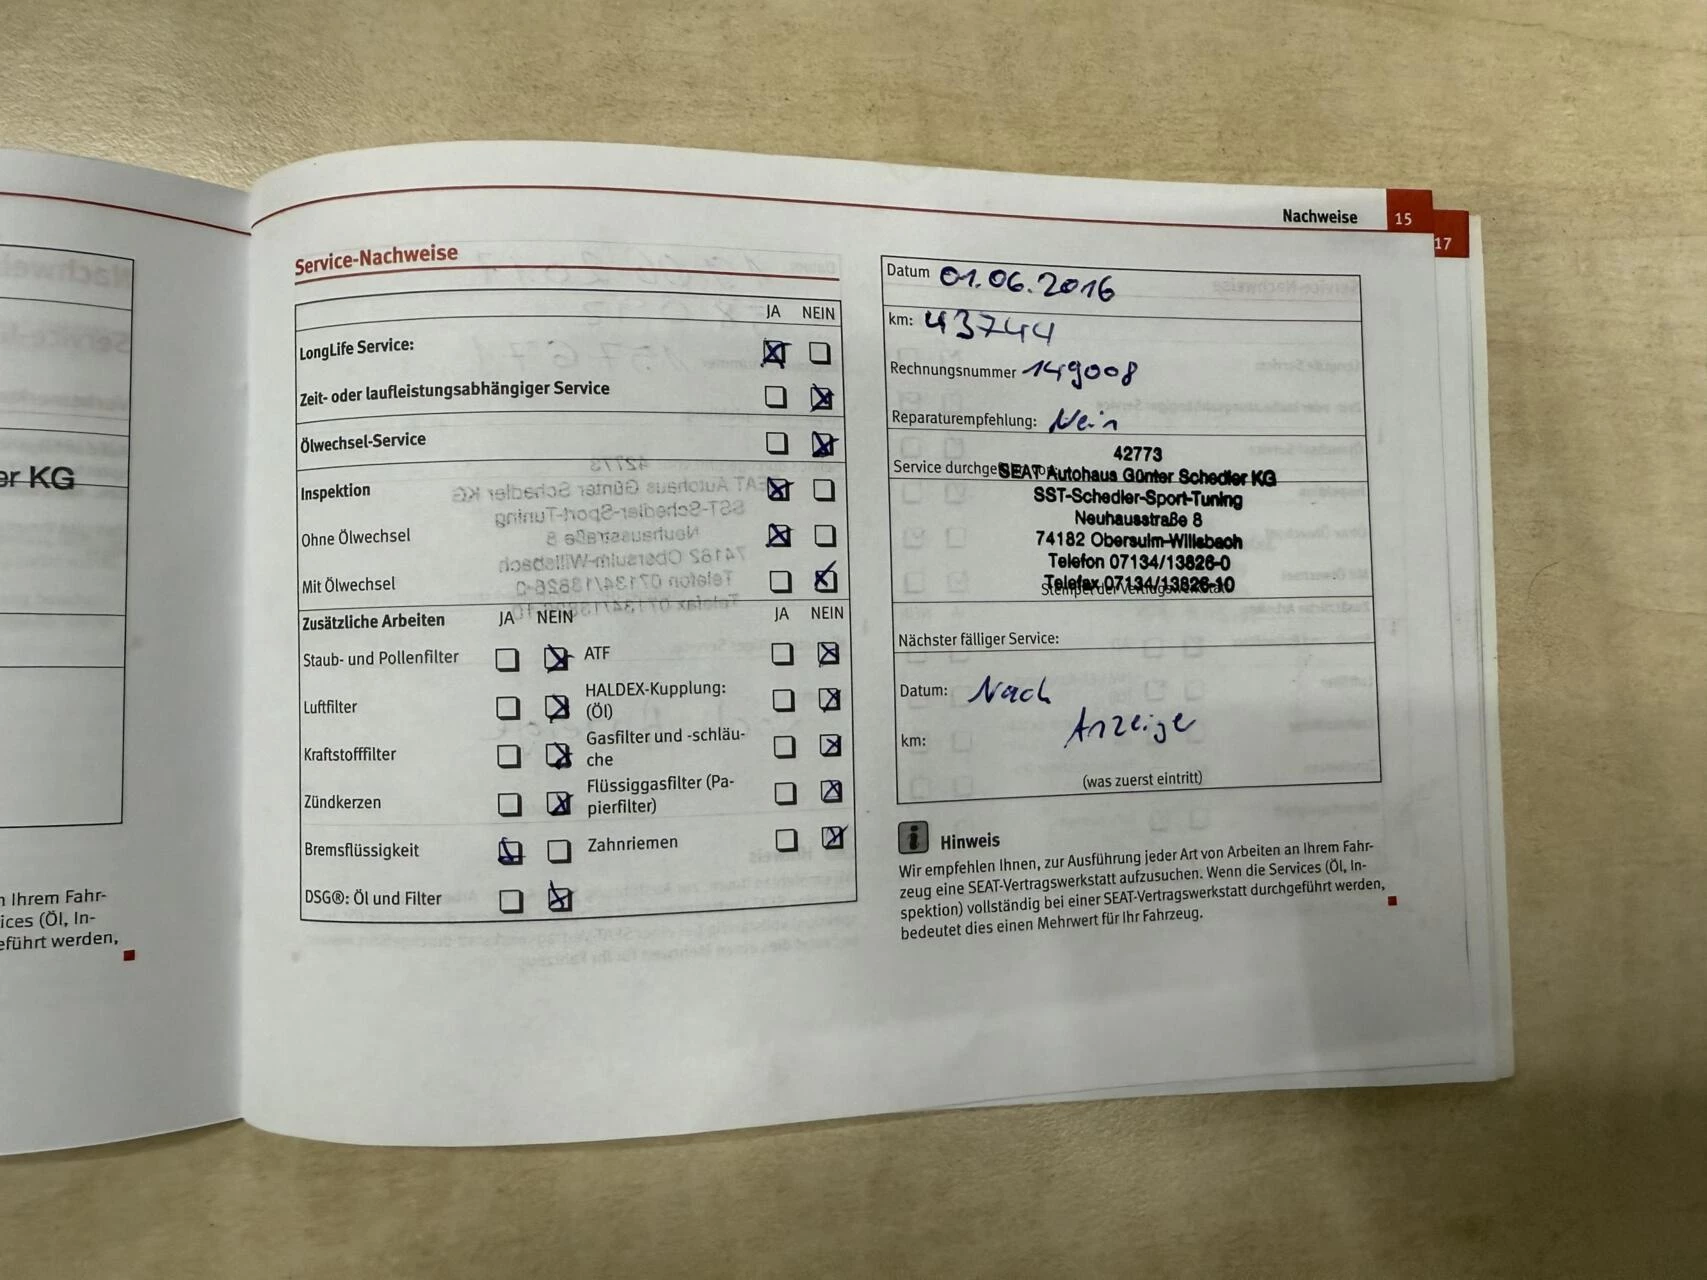 er KG
n Ihrem Fahr-
ices (Öl, In-
eführt werden,
Nachweise 15
17
Service-Nachweise
JA NEIN
LongLife Service:
Zeit- oder laufleistungsabhängiger Service
Ölwechsel-Service
Inspektion
Ohne Ölwechsel
Mit Ölwechsel
Zusätzliche Arbeiten JA NEIN JA NEIN
Staub- und Pollenfilter ATF
Luftfilter HALDEX-Kupplung:
(Öl)
Kraftstofffilter Gasfilter und -schläu-
che
Zündkerzen Flüssiggasfilter (Pa-
pierfilter)
Bremsflüssigkeit Zahnriemen
DSG®: Öl und Filter
Datum 01.06.2016
km: 43744
Rechnungsnummer 149008
Reparaturempfehlung: Nein
42773
Service durchge
SEAT Autohaus Günter Schedler KG
SST-Schedler-Sport-Tuning
Neuhausstraße 8
74182 Obersulm-Willsbach
Telefon 07134/13826-0
Telefax 07134/13826-10
Stempel der Vertragswerkstatt
Nächster fälliger Service:
Datum: Nach
km: Anzeige
(was zuerst eintritt)
i Hinweis
Wir empfehlen Ihnen, zur Ausführung jeder Art von Arbeiten an Ihrem Fahr-
zeug eine SEAT-Vertragswerkstatt aufzusuchen. Wenn die Services (Öl, In-
spektion) vollständig bei einer SEAT-Vertragswerkstatt durchgeführt werden,
bedeutet dies einen Mehrwert für Ihr Fahrzeug.